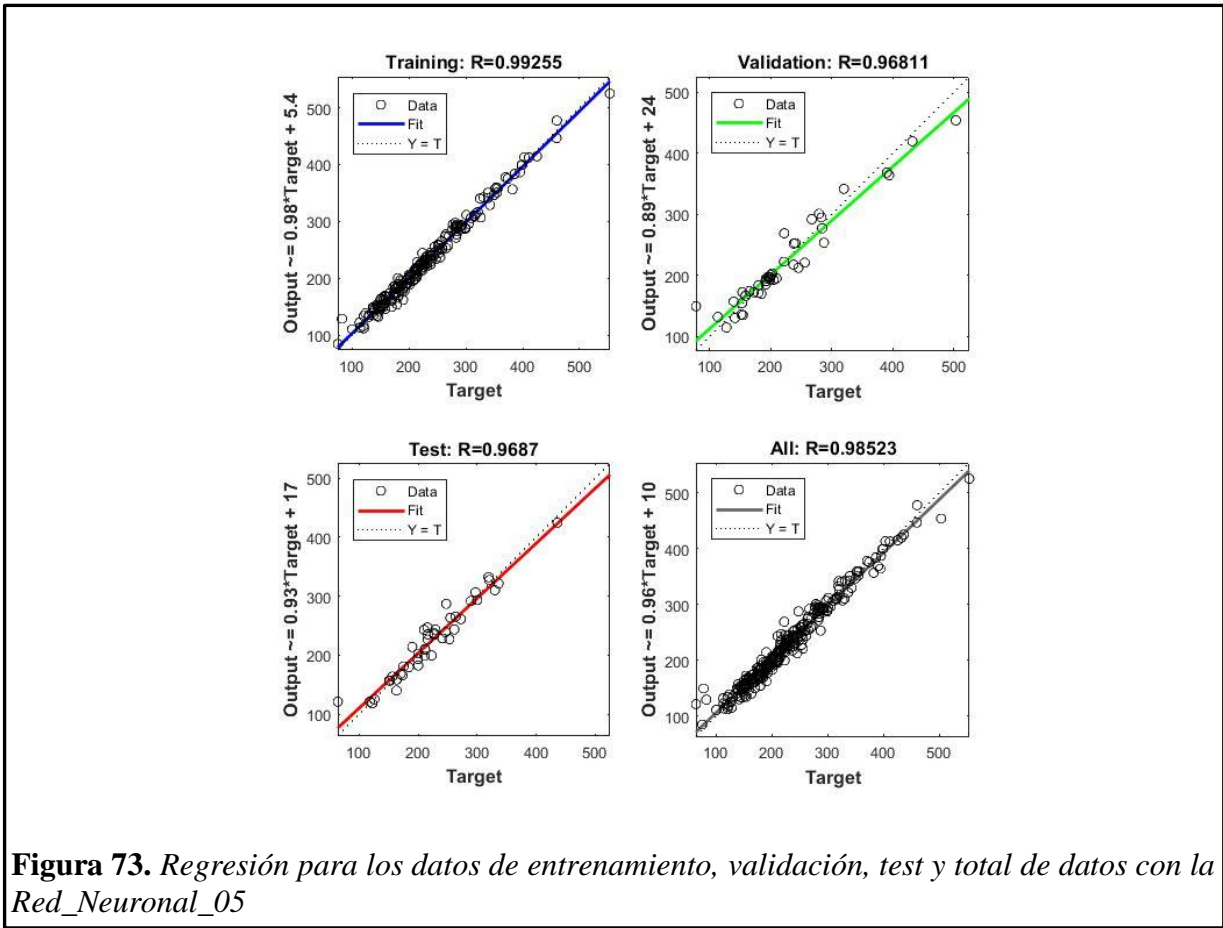 Training: R=0.99255
Output ~= 0.98*Target + 5.4
500
400
300
200
100
Data
Fit
Y = T
100 200 300 400 500
Target
Validation: R=0.96811
Output ~= 0.89*Target + 24
500
400
300
200
100
Data
Fit
Y = T
100 200 300 400 500
Target
Test: R=0.9687
Output ~= 0.93*Target + 17
500
400
300
200
100
Data
Fit
Y = T
100 200 300 400 500
Target
All: R=0.98523
Output ~= 0.96*Target + 10
500
400
300
200
100
Data
Fit
Y = T
100 200 300 400 500
Target
Figura 73. Regresión para los datos de entrenamiento, validación, test y total de datos con la
Red_Neuronal_05